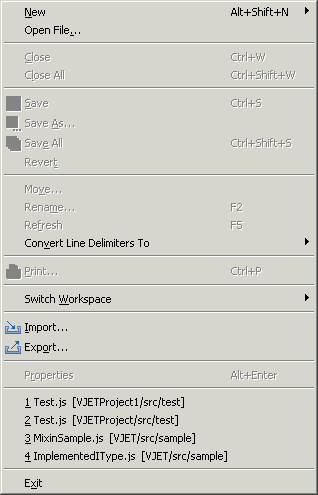 New Alt+Shift+N
Open File...
Close Ctrl+W
Close All Ctrl+Shift+W
Save Ctrl+S
Save As...
Save All Ctrl+Shift+S
Revert
Move...
Rename... F2
Refresh F5
Convert Line Delimiters To
Print... Ctrl+P
Switch Workspace
Import...
Export...
Properties Alt+Enter
1 Test.js [VJETProject1/src/test]
2 Test.js [VJETProject/src/test]
3 MixinSample.js [VJET/src/sample]
4 ImplementedIType.js [VJET/src/sample]
Exit